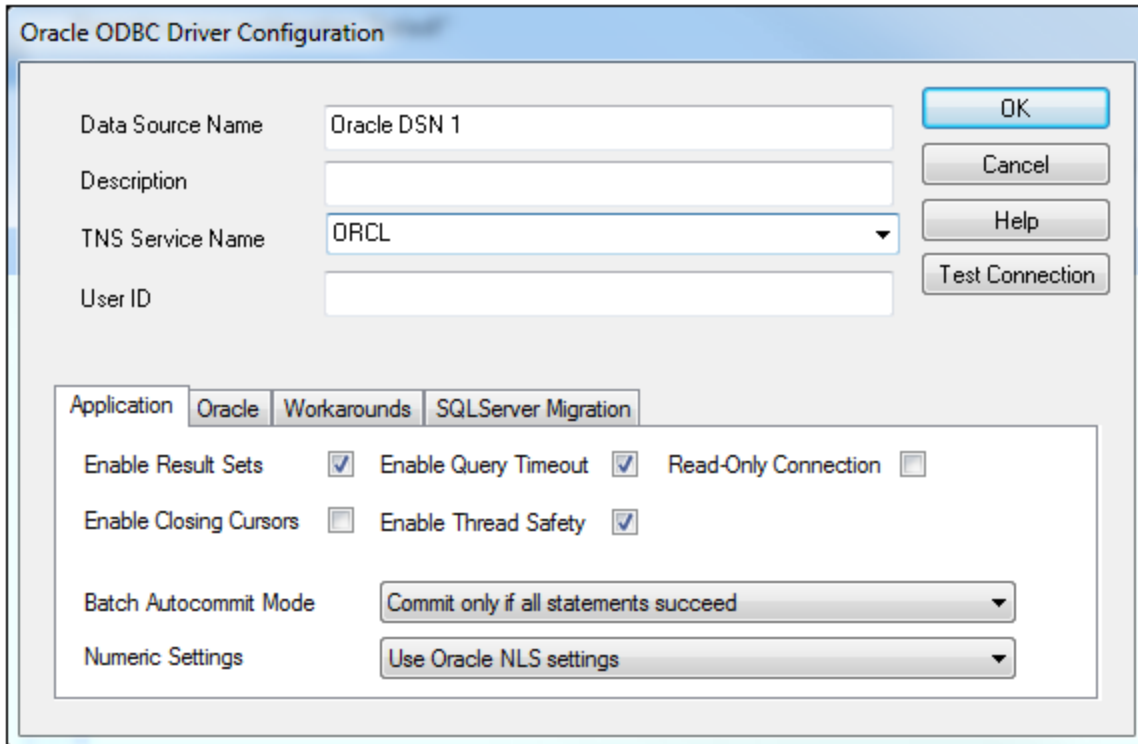 Oracle ODBC Driver Configuration
Data Source Name Oracle DSN 1 OK
Description Cancel
TNS Service Name ORCL Help
User ID Test Connection
Application Oracle Workarounds SQLServer Migration
Enable Result Sets Enable Query Timeout Read-Only Connection
Enable Closing Cursors Enable Thread Safety
Batch Autocommit Mode Commit only if all statements succeed
Numeric Settings Use Oracle NLS settings